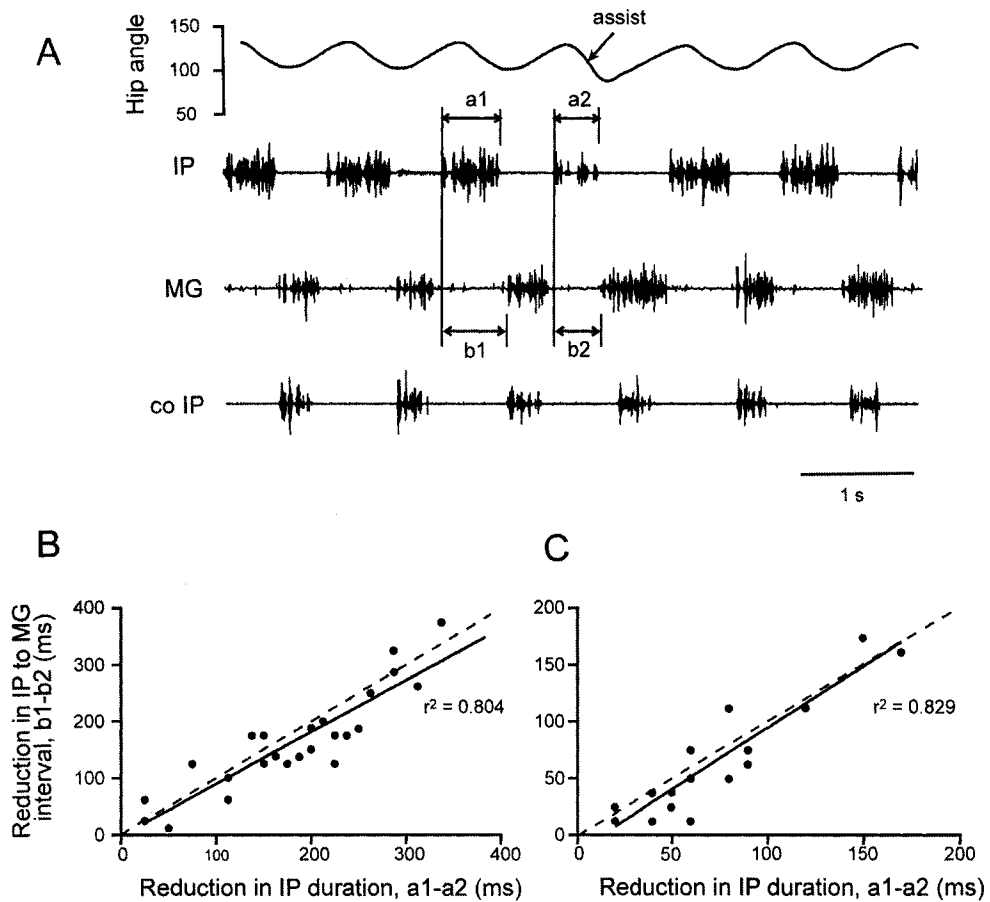 A
Hip angle
150
100
50
assist
a1
a2
IP
MG
b1
b2
co IP
1 s
B
Reduction in IP to MG
interval, b1-b2 (ms)
400
300
200
100
0
r² = 0.804
0
100
200
300
400
Reduction in IP duration, a1-a2 (ms)
C
200
150
100
50
0
r² = 0.829
0
50
100
150
200
Reduction in IP duration, a1-a2 (ms)